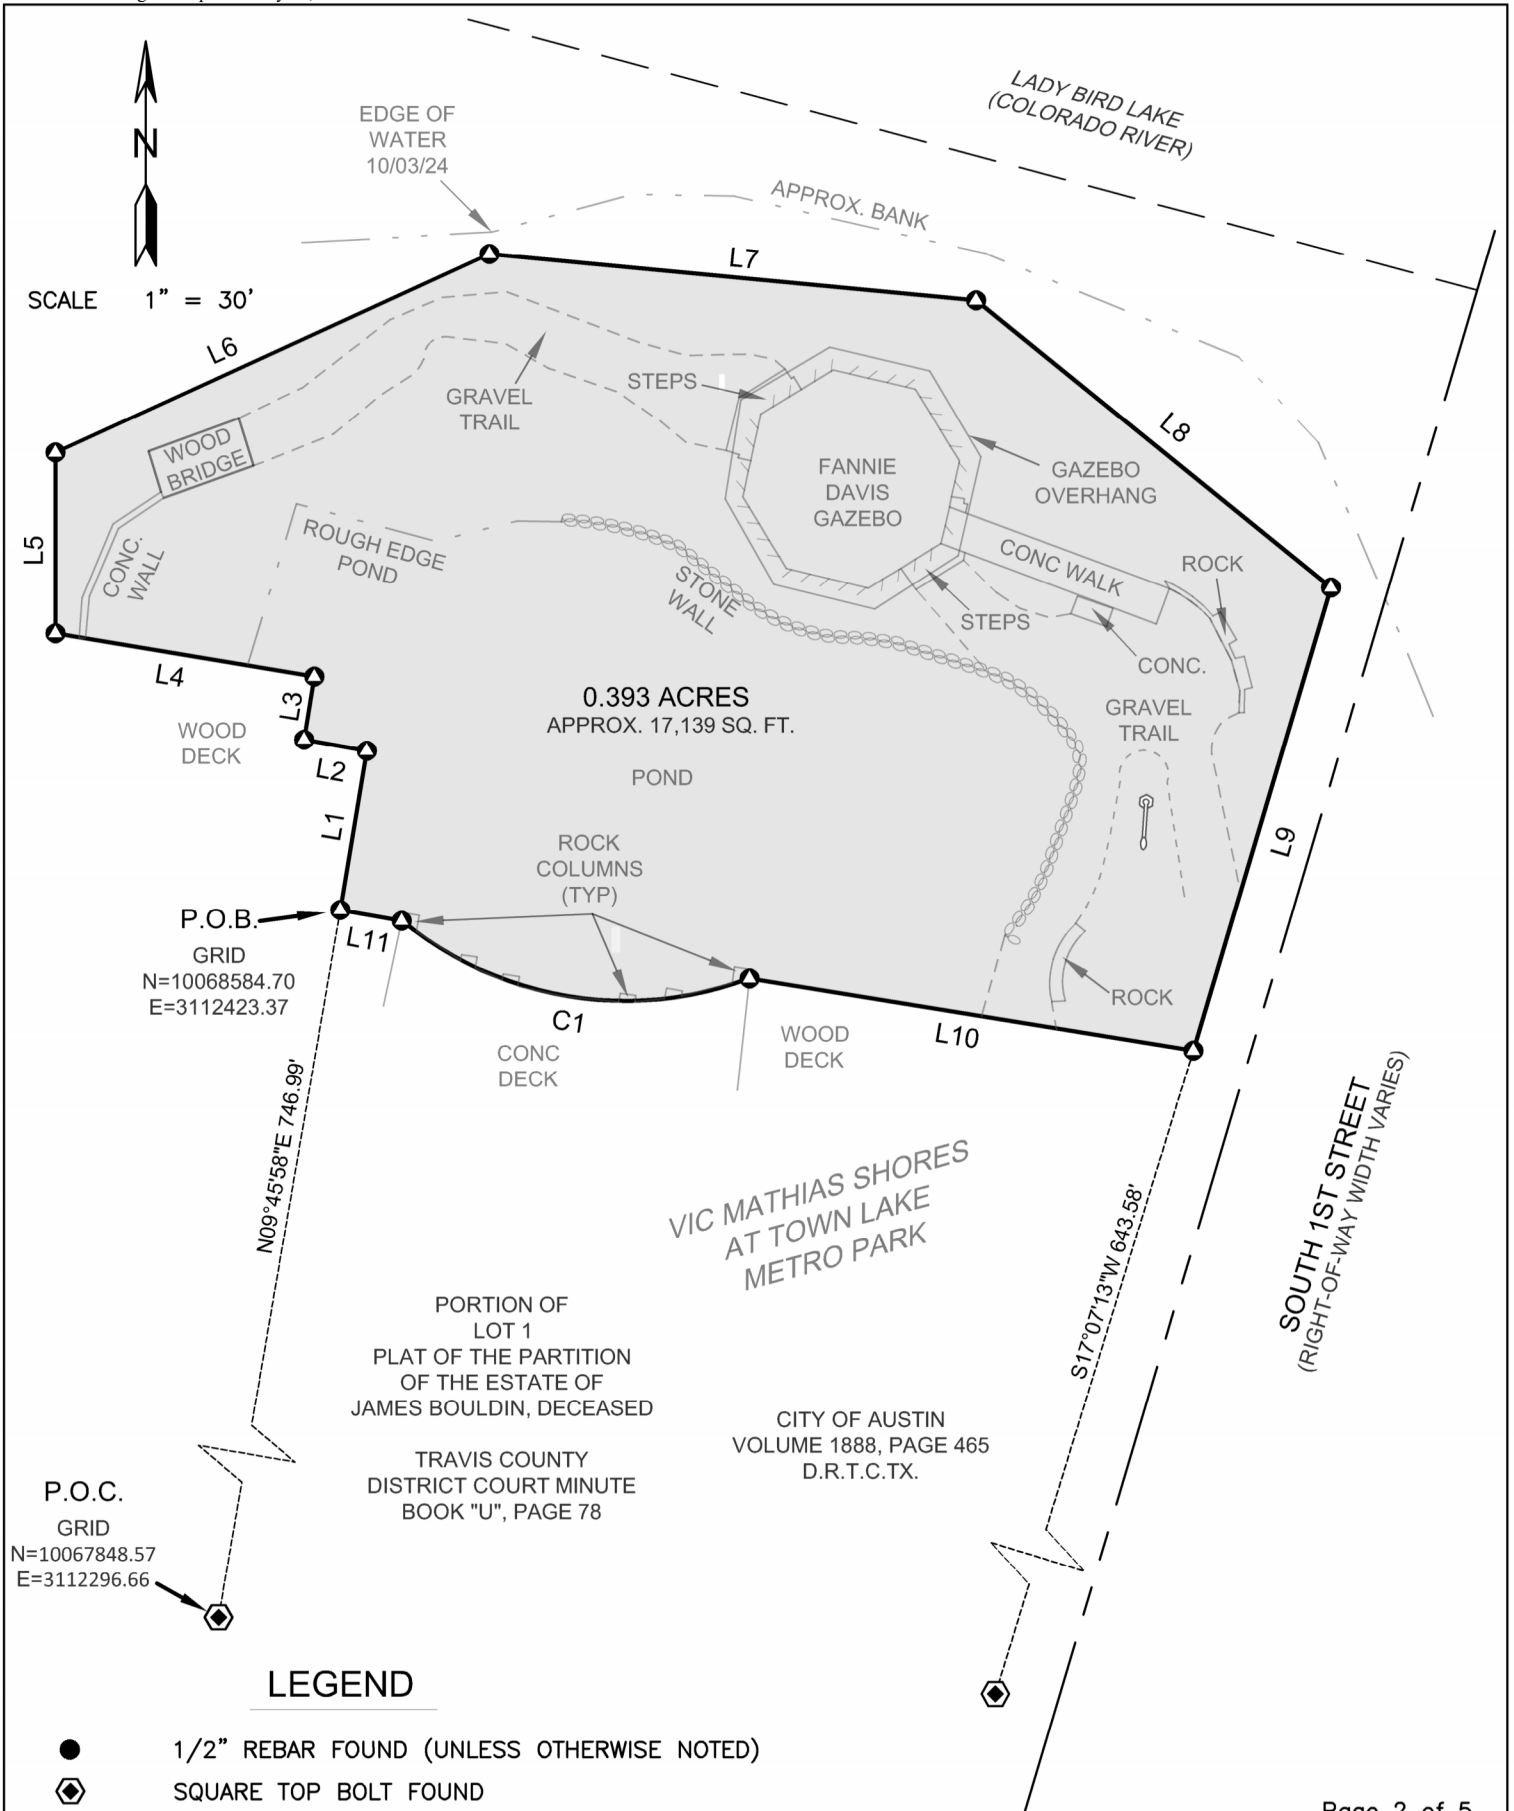 LADY BIRD LAKE
(COLORADO RIVER)
EDGE OF
WATER
10/03/24
N
APPROX. BANK
SCALE 1" = 30'
L7
L6
L8
STEPS
GRAVEL
TRAIL
WOOD
BRIDGE
FANNIE
DAVIS
GAZEBO
GAZEBO
OVERHANG
L5
CONC.
WALL
ROUGH EDGE
POND
STONE
WALL
CONC WALK
ROCK
STEPS
CONC.
L4
L3
WOOD
DECK
L2
0.393 ACRES
APPROX. 17,139 SQ. FT.
POND
GRAVEL
TRAIL
L1
L9
ROCK
COLUMNS
(TYP)
P.O.B.
GRID
N=10068584.70
E=3112423.37
L11
C1
CONC
DECK
WOOD
DECK
L10
ROCK
N09°45'58"E 746.99'
S17°07'13"W 643.58'
SOUTH 1ST STREET
(RIGHT-OF-WAY WIDTH VARIES)
VIC MATHIAS SHORES
AT TOWN LAKE
METRO PARK
PORTION OF
LOT 1
PLAT OF THE PARTITION
OF THE ESTATE OF
JAMES BOULDIN, DECEASED
TRAVIS COUNTY
DISTRICT COURT MINUTE
BOOK "U", PAGE 78
CITY OF AUSTIN
VOLUME 1888, PAGE 465
D.R.T.C.TX.
P.O.C.
GRID
N=10067848.57
E=3112296.66
LEGEND
1/2" REBAR FOUND (UNLESS OTHERWISE NOTED)
SQUARE TOP BOLT FOUND
Page 2 of 5